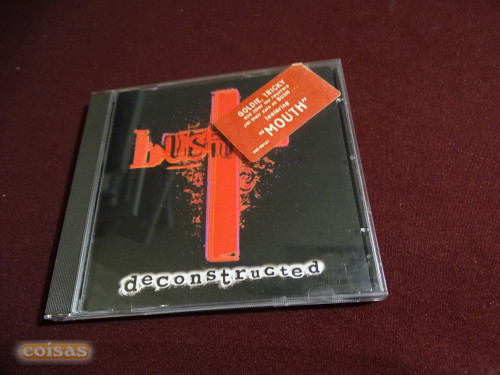 GOLDIE, TRICKY
featuring
"MOUTH"
bush
deconstructed
coisas